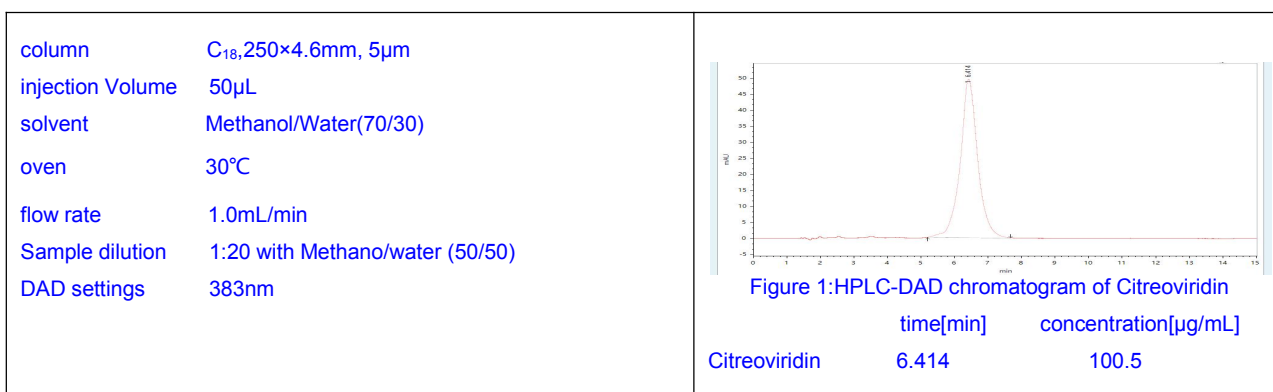 column C₁₈,250×4.6mm, 5µm
injection Volume 50µL
solvent Methanol/Water(70/30)
oven 30℃
flow rate 1.0mL/min
Sample dilution 1:20 with Methano/water (50/50)
DAD settings 383nm
6.414
50
45
40
35
30
25
20
15
10
5
0
-5
0 1 2 3 4 5 6 7 8 9 10 11 12 13 14 15
min
Figure 1:HPLC-DAD chromatogram of Citreoviridin
time[min] concentration[µg/mL]
Citreoviridin 6.414 100.5